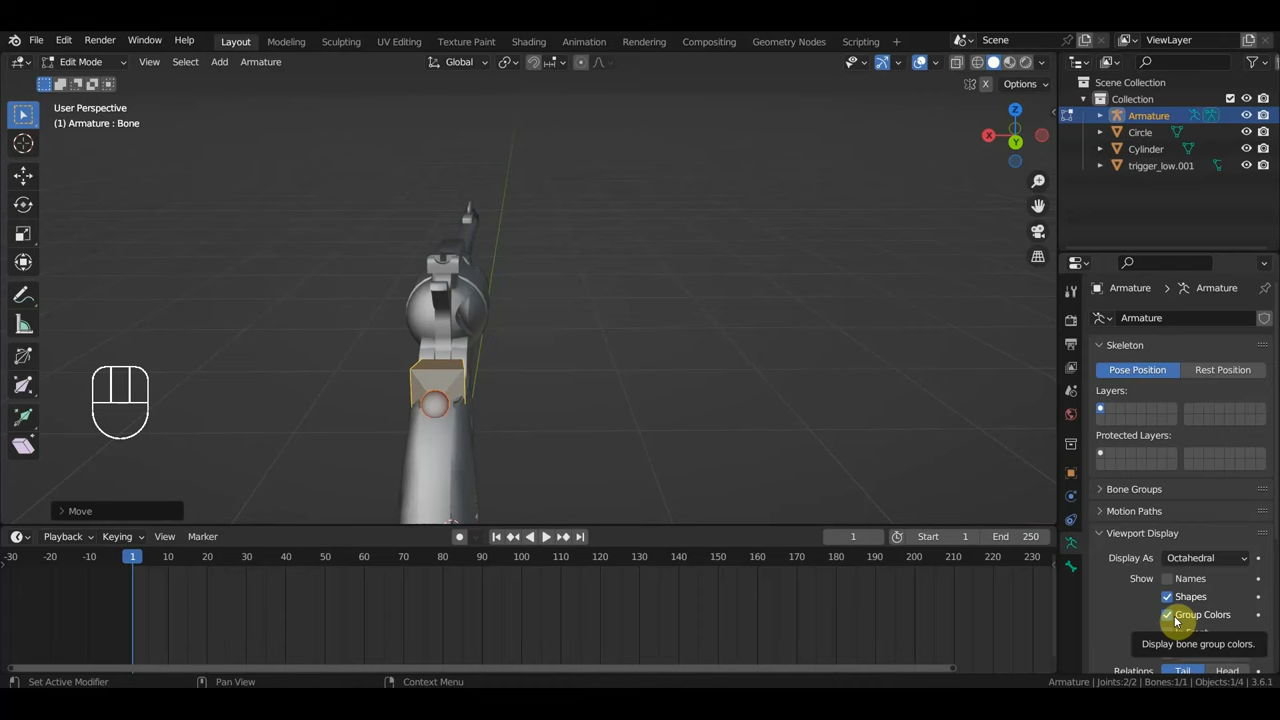 File Edit Render Window Help Layout Modeling Sculpting UV Editing Texture Paint Shading Animation Rendering Compositing Geometry Nodes Scripting + Scene ViewLayer
Edit Mode View Select Add Armature Global
X Options
User Perspective
(1) Armature : Bone
Z
X
Y
Move
Scene Collection
Collection
Armature
Circle
Cylinder
trigger_low.001
Armature > Armature
Armature
Skeleton
Pose Position Rest Position
Layers:
Protected Layers:
Bone Groups
Motion Paths
Viewport Display
Display As Octahedral
Show Names
Shapes
Group Colors
Display bone group colors.
Relations Tail Head
Playback Keying View Marker 1 Start 1 End 250
-30 -20 -10 1 10 20 30 40 50 60 70 80 90 100 110 120 130 140 150 160 170 180 190 200 210 220 230
Set Active Modifier Pan View Context Menu Armature | Joints:2/2 | Bones:1/1 | Objects:1/4 | 3.6.1